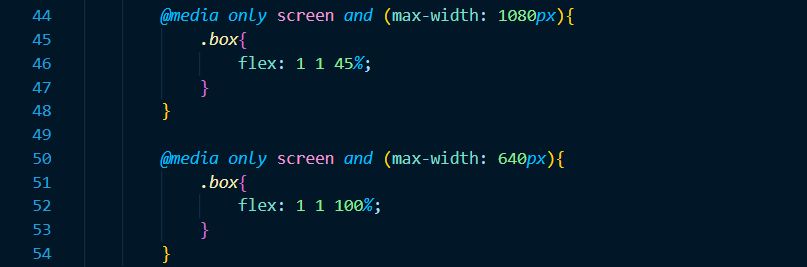 44 @media only screen and (max-width: 1080px){
45 .box{
46 flex: 1 1 45%;
47 }
48 }
49
50 @media only screen and (max-width: 640px){
51 .box{
52 flex: 1 1 100%;
53 }
54 }